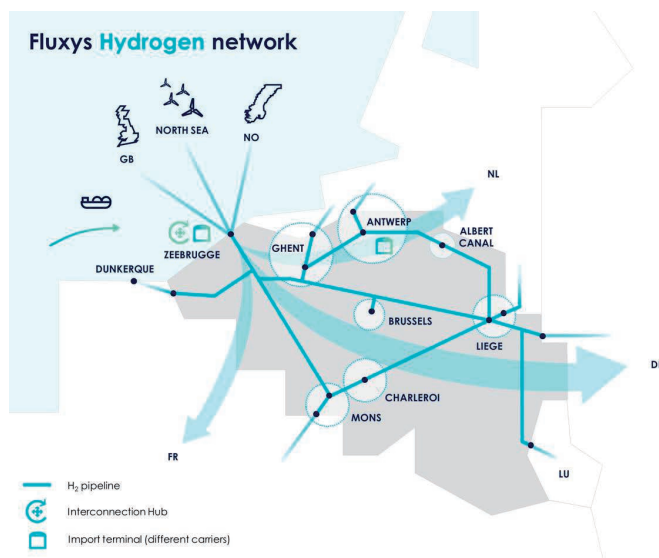 Fluxys Hydrogen network
NORTH SEA
NO
GB
NL
ANTWERP
ALBERT
CANAL
GHENT
ZEEBRUGGE
DUNKERQUE
BRUSSELS
LIEGE
CHARLEROI
MONS
FR
LU
H₂ pipeline
Interconnection Hub
Import terminal (different carriers)